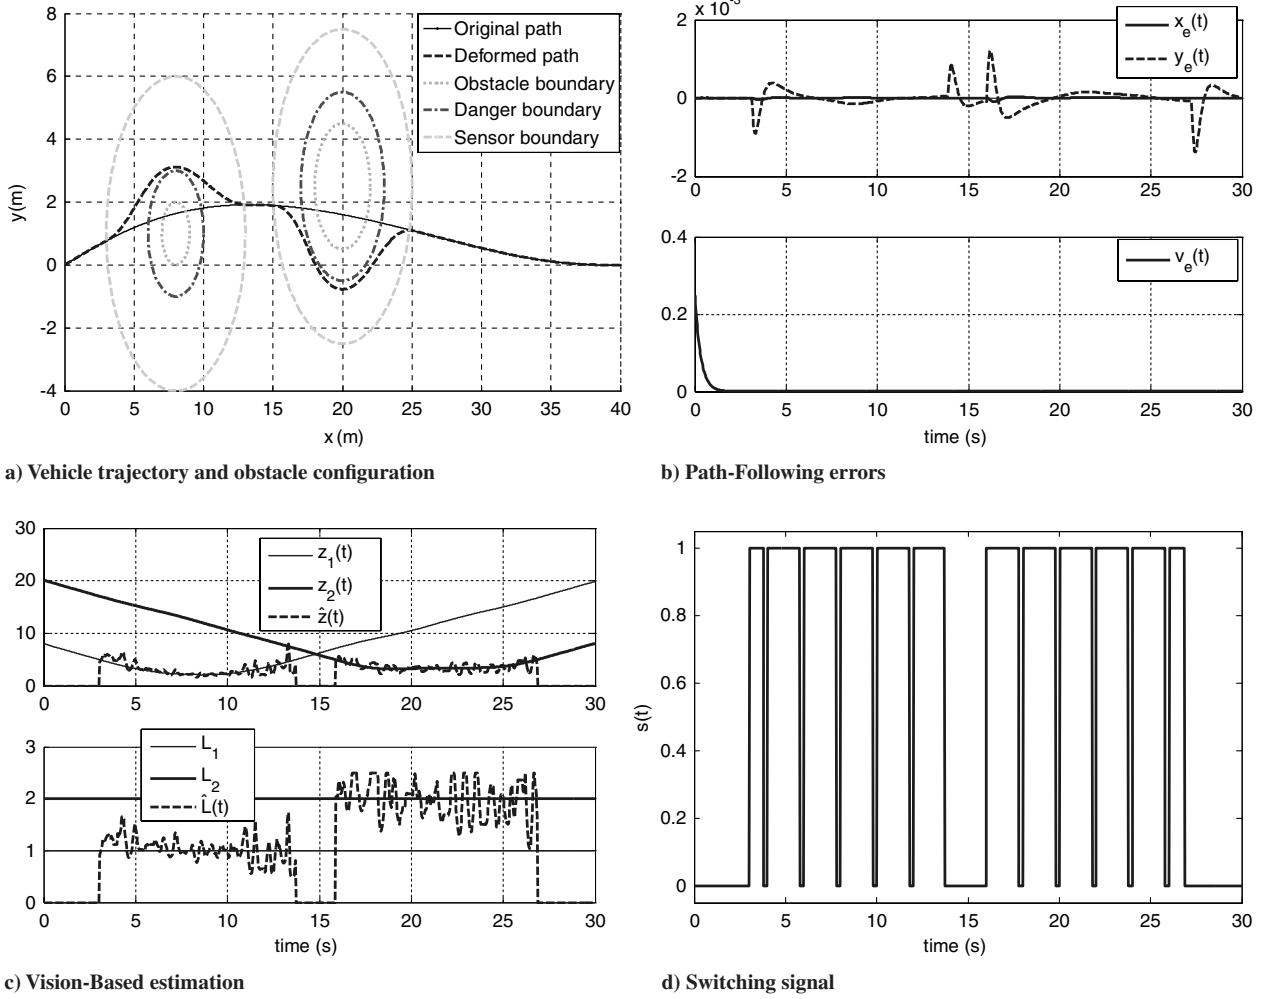 8
6
4
2
0
-2
-4
y(m)
0 5 10 15 20 25 30 35 40
x (m)
Original path
Deformed path
Obstacle boundary
Danger boundary
Sensor boundary
a) Vehicle trajectory and obstacle configuration
2
0
-2
0 5 10 15 20 25 30
x_e(t)
y_e(t)
0.4
0.2
0
0 5 10 15 20 25 30
time (s)
v_e(t)
b) Path-Following errors
30
20
10
0
0 5 10 15 20 25 30
z_1(t)
z_2(t)
ẑ(t)
3
2
1
0
0 5 10 15 20 25 30
time (s)
L_1
L_2
L̂(t)
c) Vision-Based estimation
1
0.8
0.6
0.4
0.2
0
s(t)
0 5 10 15 20 25 30
time (s)
d) Switching signal